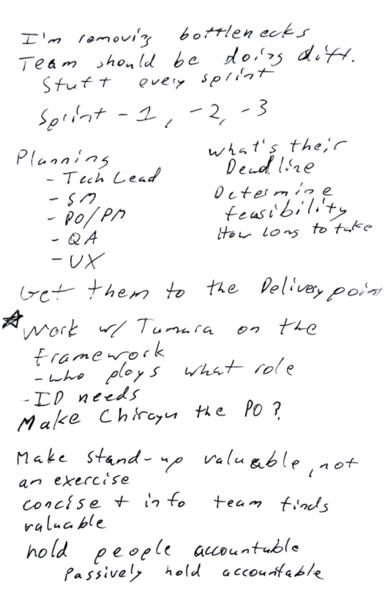 I'm removing bottlenecks
Team should be doing diff.
Stuff every sprint
Sprint -1, -2, -3
Planning
- Tech Lead
- SM
- PO/PM
- QA
- UX
What's their
Deadline
Determine
feasibility
How long to take
Get them to the Delivery point
☆ Work w/ Tumara on the
framework
- who plays what role
- ID needs
Make Chirayu the PO?
Make stand-up valuable, not
an exercise
concise + info team finds
valuable
hold people accountable
Passively hold accountable